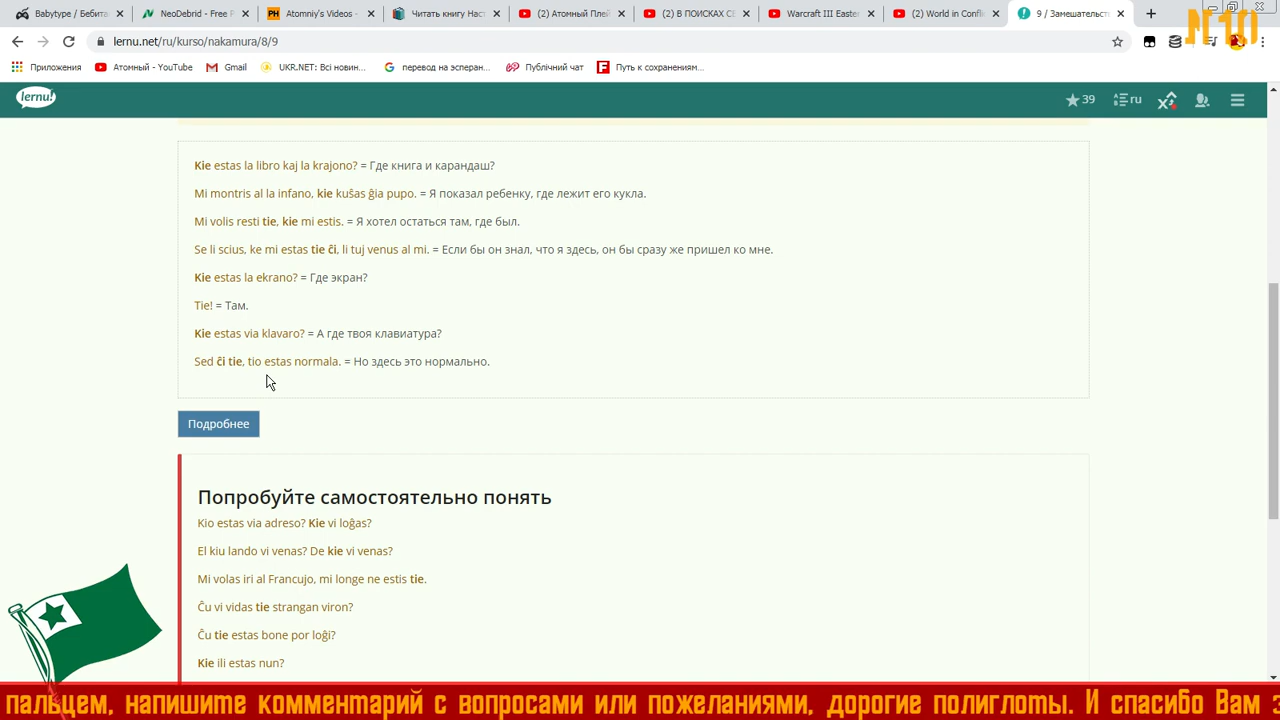 Babytype / Бебита
NeoDebrid - Kie F
Atomniy's Videos -
Читать книгу Наст
(2) Атомный Плей
(2) В ПОИСКАХ СЕ
Warcraft III Easter
(2) World in Confli
9 / Замешательст
lernu.net/ru/kurso/nakamura/8/9
Приложения
Атомный - YouTube
Gmail
UKR.NET: Всі новин...
перевод на эсперан...
Публічний чат
Путь к сохранениям...
lernu!
39
ru
Kie estas la libro kaj la krajono? = Где книга и карандаш?
Mi montris al la infano, kie kuŝas ĝia pupo. = Я показал ребенку, где лежит его кукла.
Mi volis resti tie, kie mi estis. = Я хотел остаться там, где был.
Se li scius, ke mi estas tie ĉi, li tuj venus al mi. = Если бы он знал, что я здесь, он бы сразу же пришел ко мне.
Kie estas la ekrano? = Где экран?
Tie! = Там.
Kie estas via klavaro? = А где твоя клавиатура?
Sed ĉi tie, tio estas normala. = Но здесь это нормально.
Подробнее
Попробуйте самостоятельно понять
Kio estas via adreso? Kie vi loĝas?
El kiu lando vi venas? De kie vi venas?
Mi volas iri al Francujo, mi longe ne estis tie.
Ĉu vi vidas tie strangan viron?
Ĉu tie estas bone por loĝi?
Kie ili estas nun?
пальцем, напишите комментарий с вопросами или пожеланиями, дорогие полиглоты. И спасибо Вам з